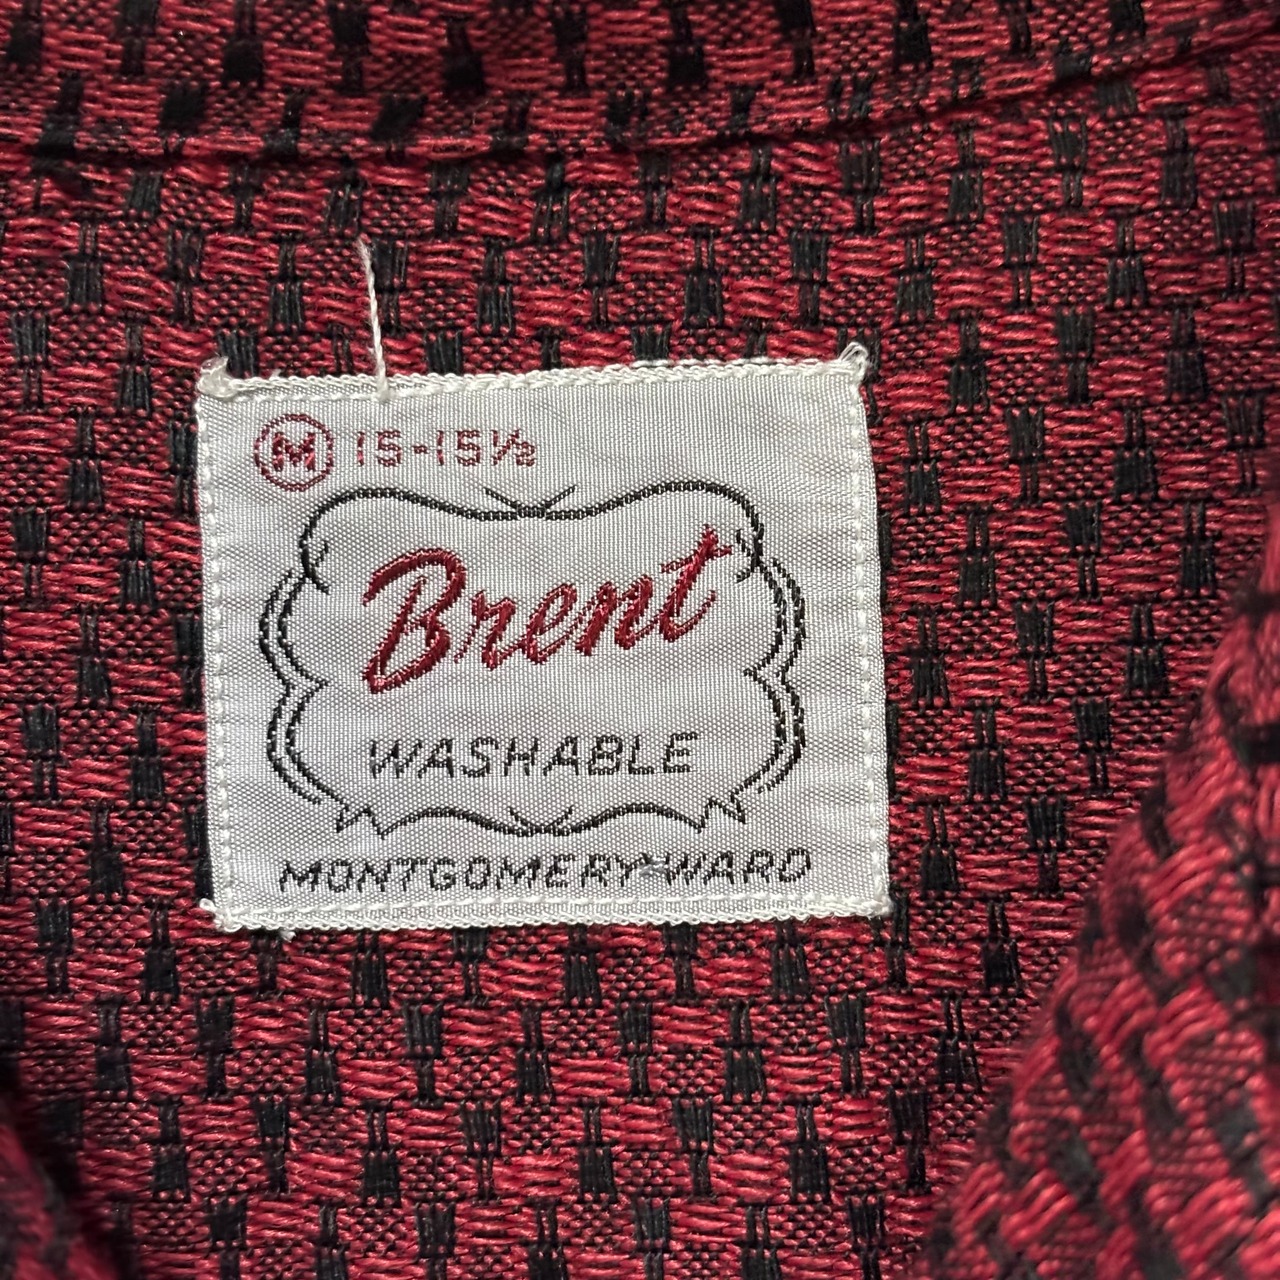 M 15-15½
Brent
WASHABLE
MONTGOMERY WARD